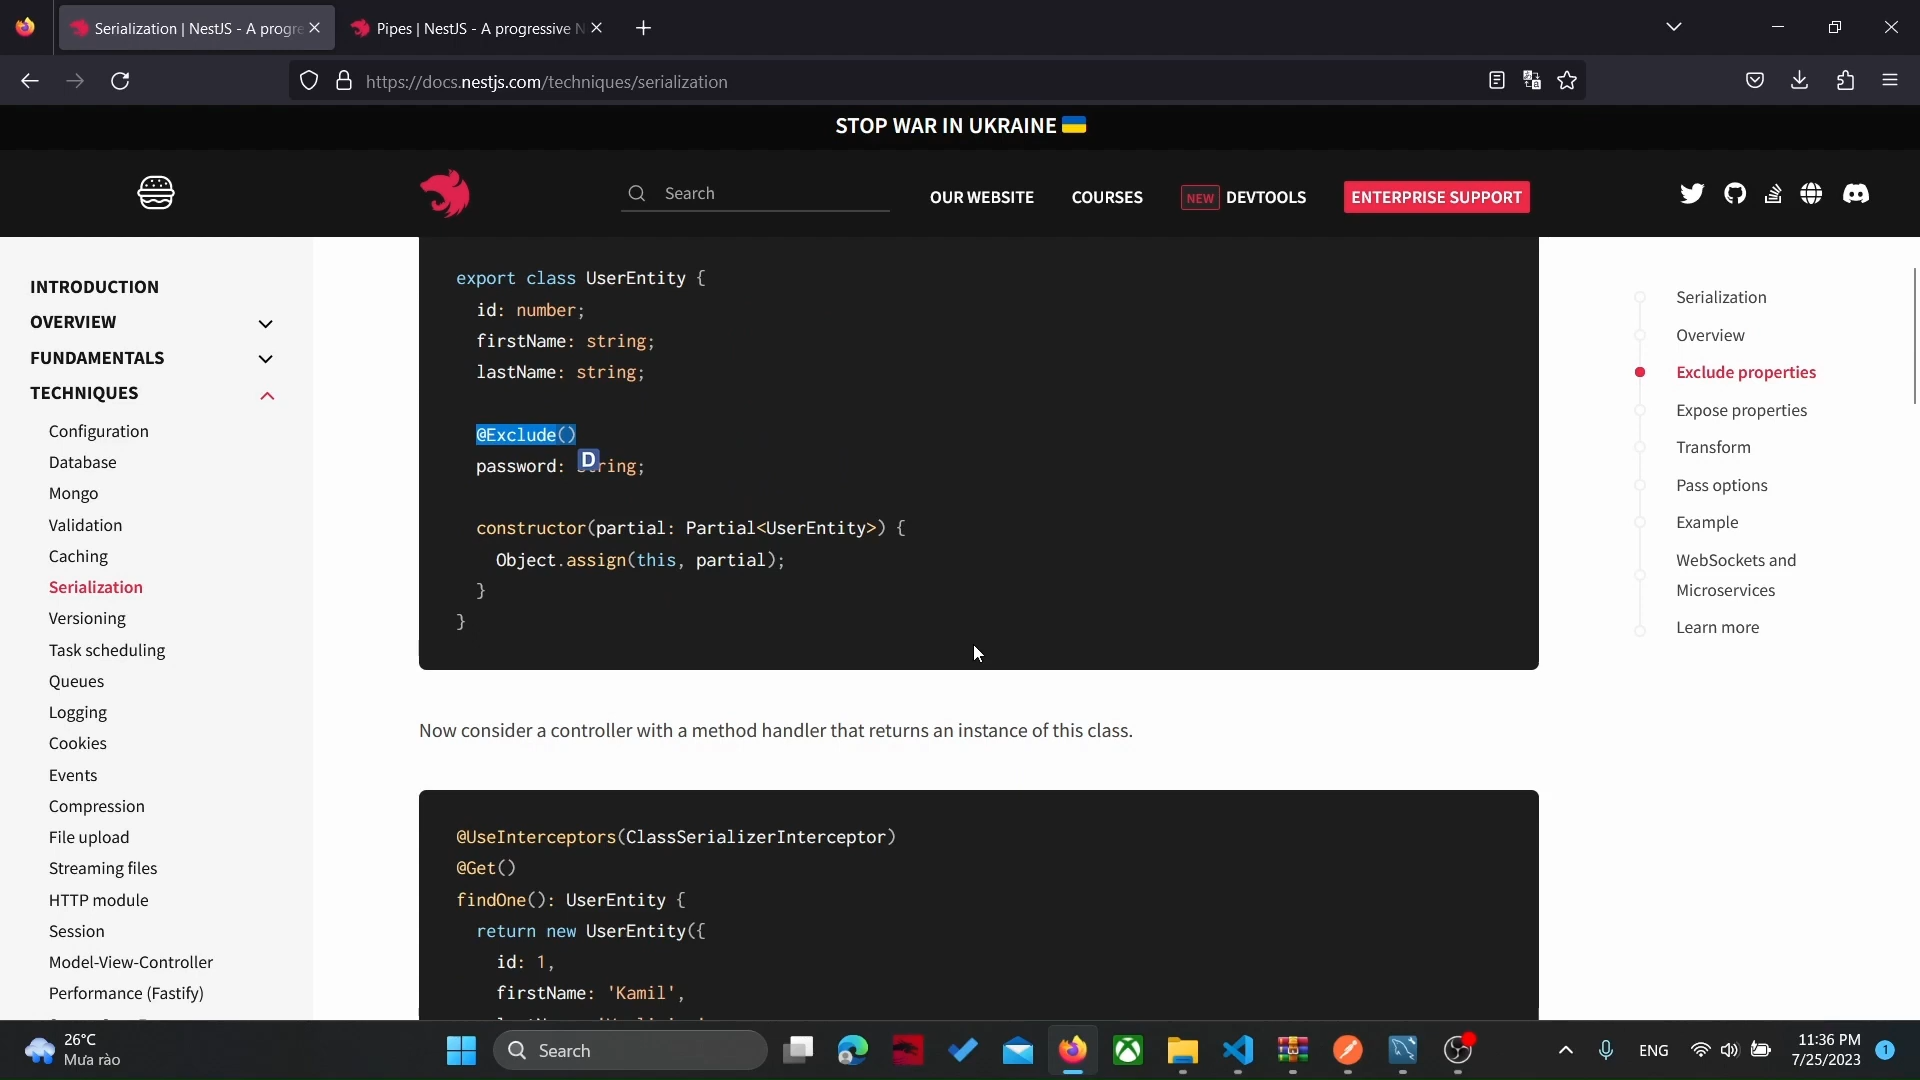 Serialization | NestJS - A progre
Pipes | NestJS - A progressive N
https://docs.nestjs.com/techniques/serialization
STOP WAR IN UKRAINE
Search
OUR WEBSITE
COURSES
NEW
DEVTOOLS
ENTERPRISE SUPPORT
INTRODUCTION
OVERVIEW
FUNDAMENTALS
TECHNIQUES
Configuration
Database
Mongo
Validation
Caching
Serialization
Versioning
Task scheduling
Queues
Logging
Cookies
Events
Compression
File upload
Streaming files
HTTP module
Session
Model-View-Controller
Performance (Fastify)
export class UserEntity {
id: number;
firstName: string;
lastName: string;
@Exclude()
D
password: string;
constructor(partial: Partial<UserEntity>) {
Object.assign(this, partial);
}
}
Now consider a controller with a method handler that returns an instance of this class.
@UseInterceptors(ClassSerializerInterceptor)
@Get()
findOne(): UserEntity {
return new UserEntity({
id: 1,
firstName: 'Kamil',
Serialization
Overview
Exclude properties
Expose properties
Transform
Pass options
Example
WebSockets and
Microservices
Learn more
26°C
Mưa rào
Search
ENG
11:36 PM
7/25/2023
1